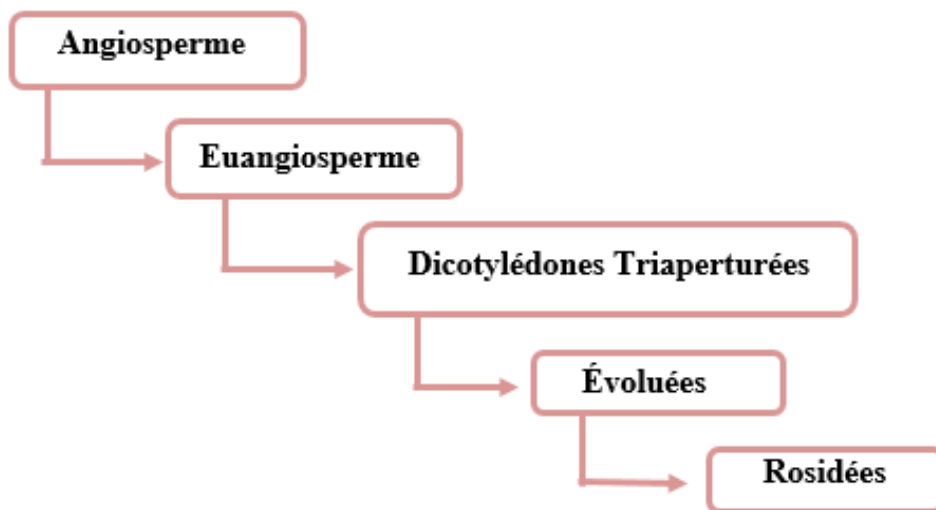 Angiosperme
Euangiosperme
Dicotylédones Triaperturées
Évoluées
Rosidées